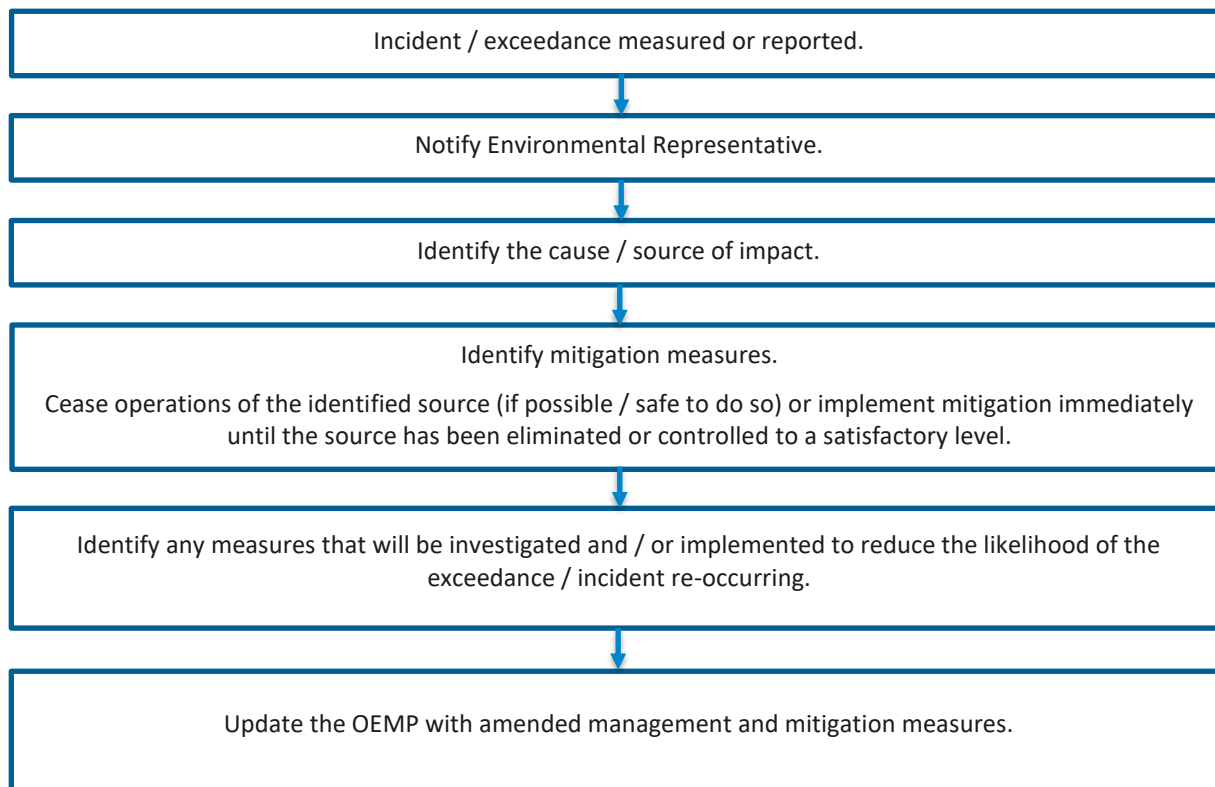 Incident / exceedance measured or reported.
Notify Environmental Representative.
Identify the cause / source of impact.
Identify mitigation measures.
Cease operations of the identified source (if possible / safe to do so) or implement mitigation immediately
until the source has been eliminated or controlled to a satisfactory level.
Identify any measures that will be investigated and / or implemented to reduce the likelihood of the
exceedance / incident re-occurring.
Update the OEMP with amended management and mitigation measures.